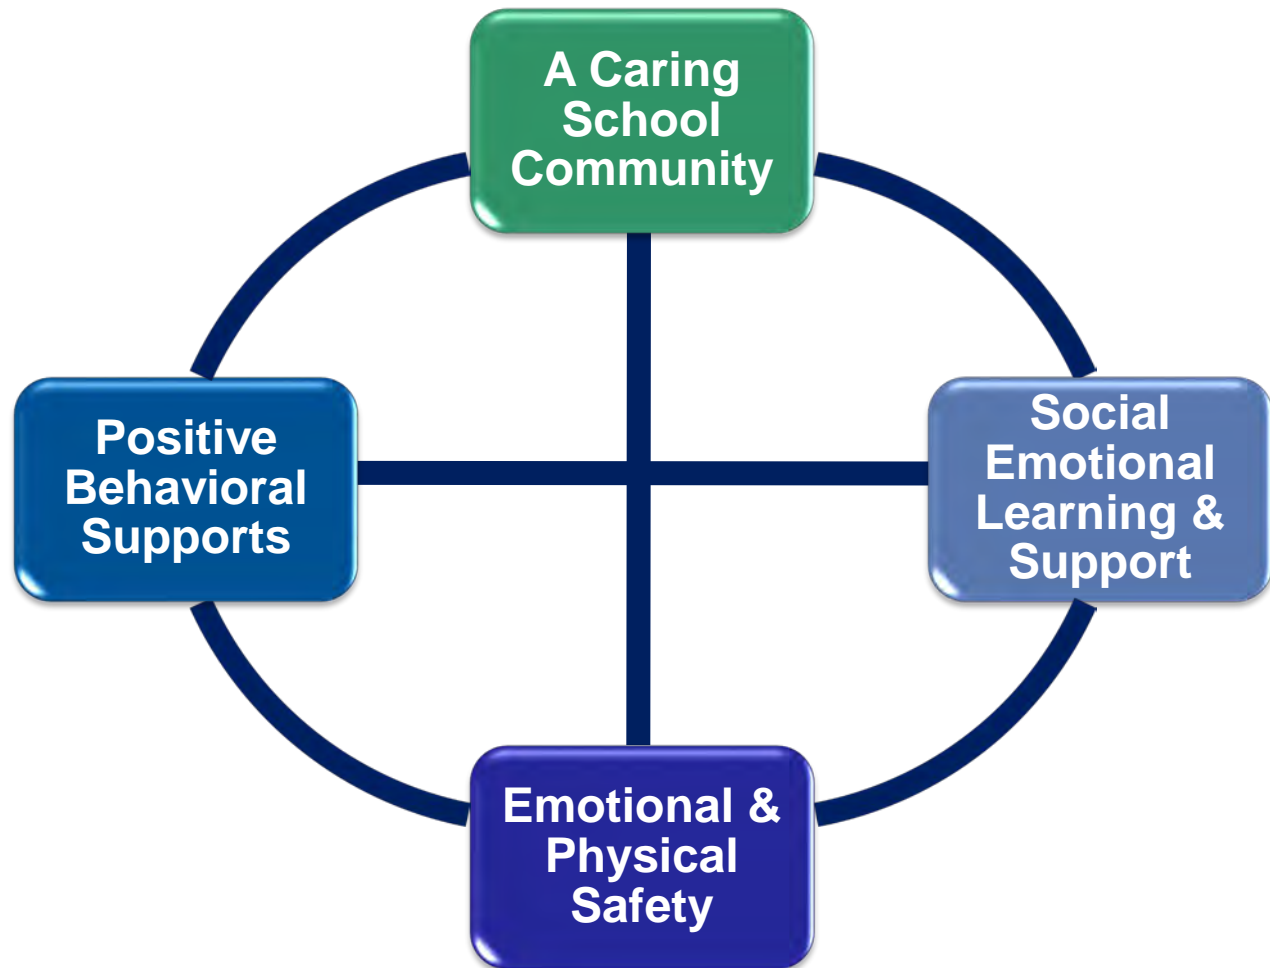 A Caring
School
Community
Positive
Behavioral
Supports
Social
Emotional
Learning &
Support
Emotional &
Physical
Safety